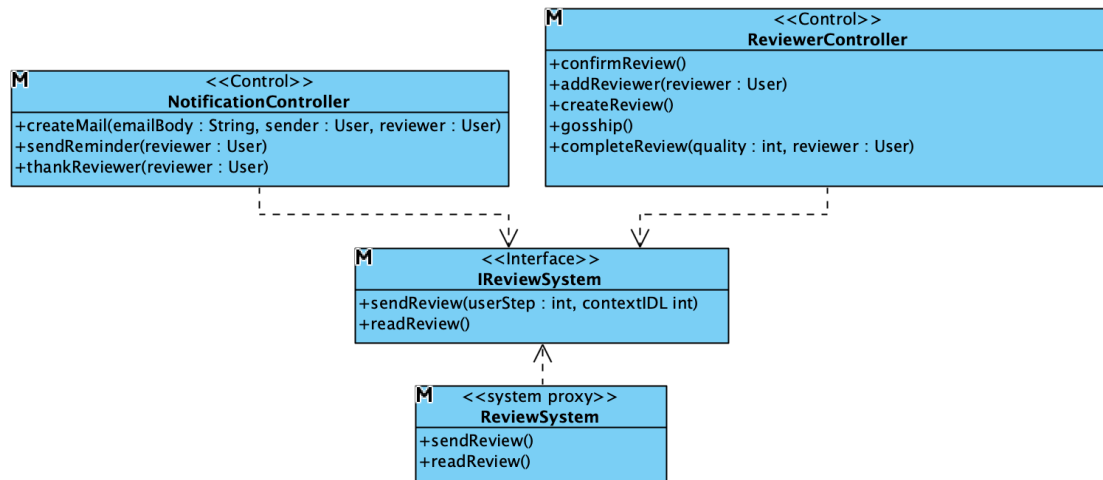 M
<<Control>>
NotificationController
+createMail(emailBody : String, sender : User, reviewer : User)
+sendReminder(reviewer : User)
+thankReviewer(reviewer : User)
M
<<Control>>
ReviewerController
+confirmReview()
+addReviewer(reviewer : User)
+createReview()
+gosship()
+completeReview(quality : int, reviewer : User)
M
<<Interface>>
IReviewSystem
+sendReview(userStep : int, contextIDL int)
+readReview()
M
<<system proxy>>
ReviewSystem
+sendReview()
+readReview()